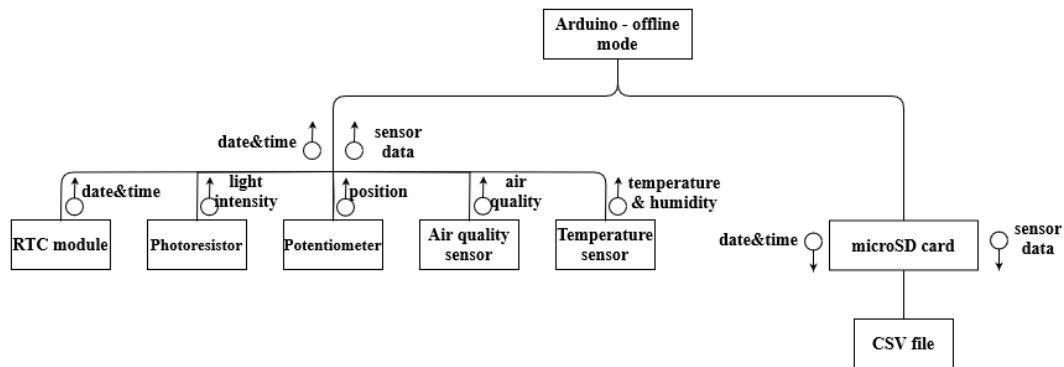 Arduino - offline
mode
date&time
sensor
data
date&time
light
intensity
position
air
quality
temperature
& humidity
RTC module
Photoresistor
Potentiometer
Air quality
sensor
Temperature
sensor
date&time
microSD card
sensor
data
CSV file